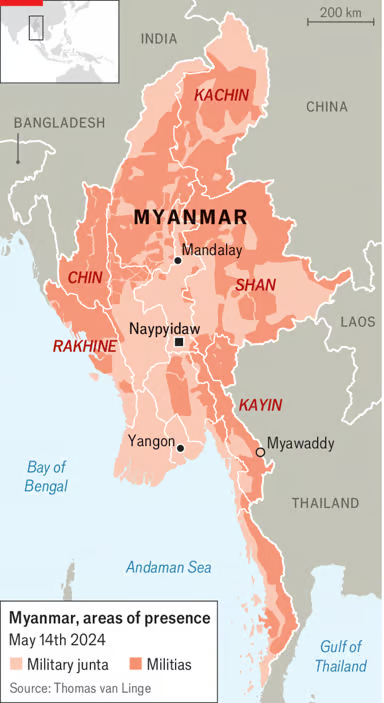 200 km
INDIA
KACHIN
CHINA
BANGLADESH
MYANMAR
Mandalay
CHIN
SHAN
LAOS
Naypyidaw
RAKHINE
KAYIN
Yangon
Myawaddy
Bay of
Bengal
THAILAND
Andaman Sea
Myanmar, areas of presence
May 14th 2024
Military junta Militias
Source: Thomas van Linge
Gulf of
Thailand